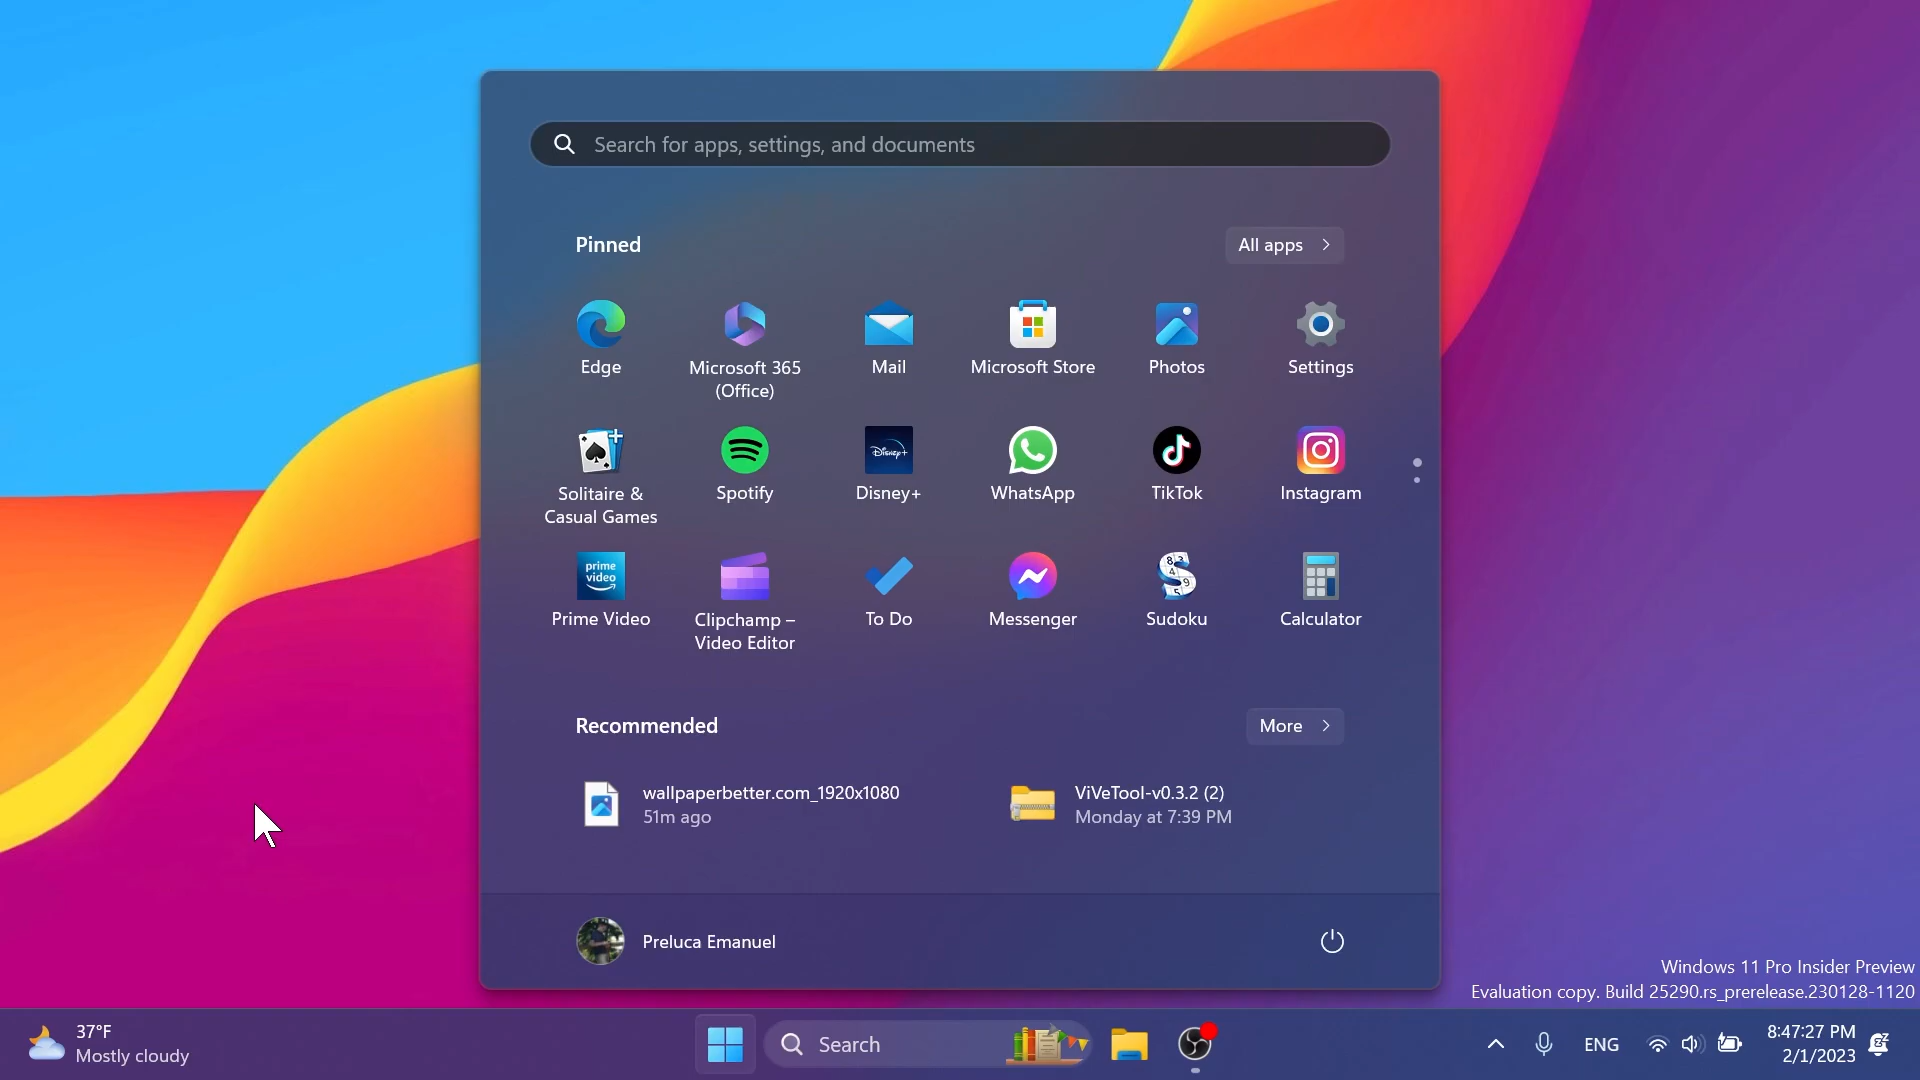 Search for apps, settings, and documents
Pinned
All apps
Edge
Microsoft 365
(Office)
Mail
Microsoft Store
Photos
Settings
Solitaire &
Casual Games
Spotify
Disney+
Disney+
WhatsApp
TikTok
Instagram
prime
video
Prime Video
Clipchamp –
Video Editor
To Do
Messenger
Sudoku
Calculator
Recommended
More
wallpaperbetter.com_1920x1080
51m ago
ViVeTool-v0.3.2 (2)
Monday at 7:39 PM
Preluca Emanuel
Windows 11 Pro Insider Preview
Evaluation copy. Build 25290.rs_prerelease.230128-1120
37°F
Mostly cloudy
Search
ENG
8:47:27 PM
2/1/2023